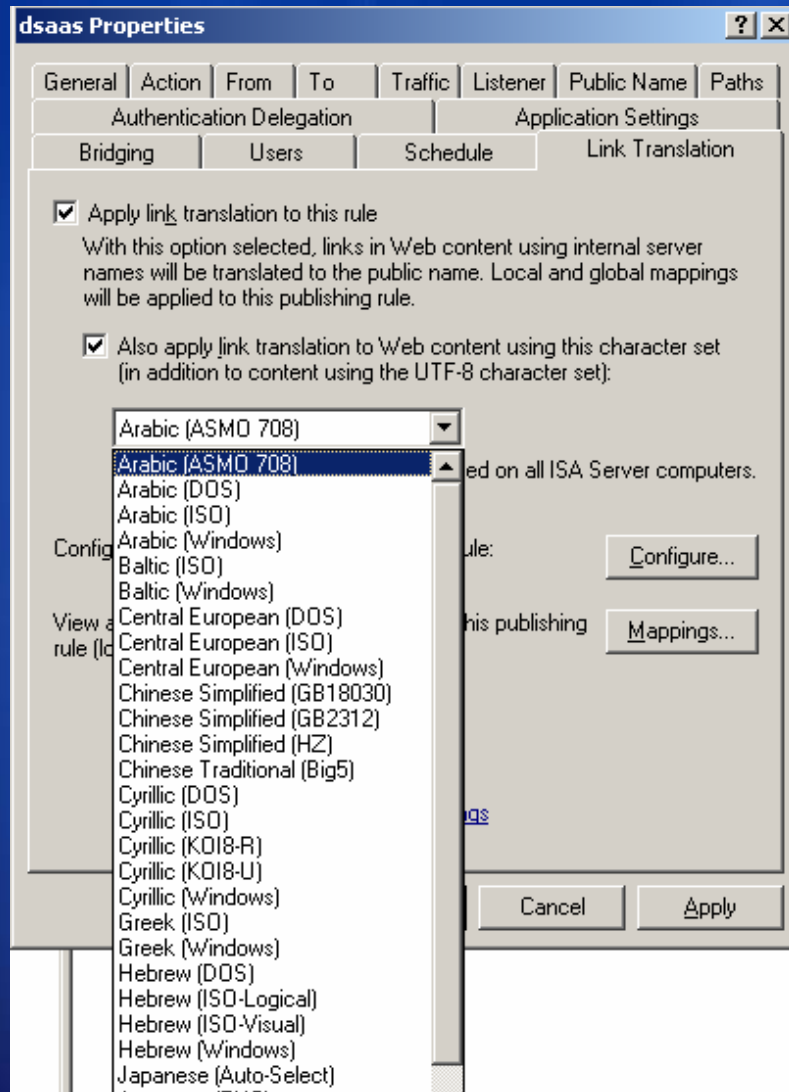 dsaas Properties
General Action From To Traffic Listener Public Name Paths
Authentication Delegation Application Settings
Bridging Users Schedule Link Translation
Apply link translation to this rule
With this option selected, links in Web content using internal server
names will be translated to the public name. Local and global mappings
will be applied to this publishing rule.
Also apply link translation to Web content using this character set
(in addition to content using the UTF-8 character set):
Arabic (ASMO 708)
Arabic (ASMO 708)
ed on all ISA Server computers.
Arabic (DOS)
Arabic (ISO)
Arabic (Windows)
Config
ule:
Configure...
Baltic (ISO)
Baltic (Windows)
Central European (DOS)
View a
his publishing
Mappings...
Central European (ISO)
rule (lo
Central European (Windows)
Chinese Simplified (GB18030)
Chinese Simplified (GB2312)
Chinese Simplified (HZ)
Chinese Traditional (Big5)
Cyrillic (DOS)
Cyrillic (ISO)
gs
Cyrillic (KOI8-R)
Cyrillic (KOI8-U)
Cyrillic (Windows)
Cancel Apply
Greek (ISO)
Greek (Windows)
Hebrew (DOS)
Hebrew (ISO-Logical)
Hebrew (ISO-Visual)
Hebrew (Windows)
Japanese (Auto-Select)